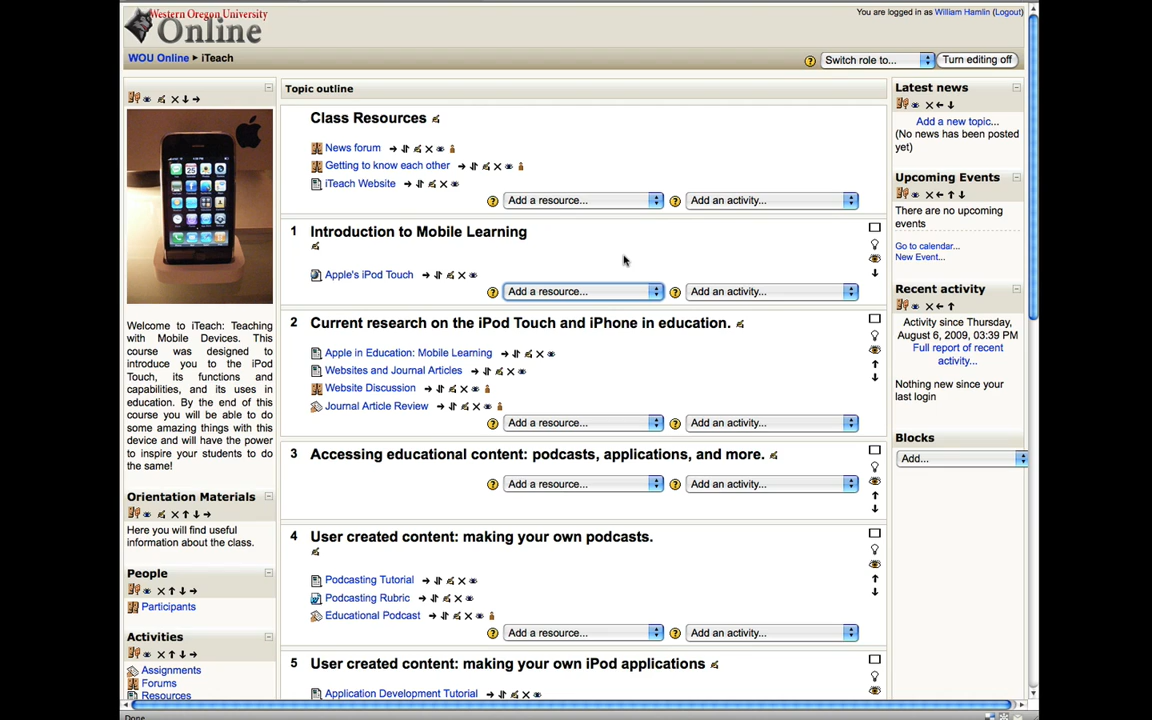 Western Oregon University
Online
You are logged in as William Hamlin (Logout)
WOU Online ► iTeach
Switch role to...
Turn editing off
Welcome to iTeach: Teaching
with Mobile Devices. This
course was designed to
introduce you to the iPod
Touch, its functions and
capabilities, and its uses in
education. By the end of this
course you will be able to do
some amazing things with this
device and will have the power
to inspire your students to do
the same!
Orientation Materials
Here you will find useful
information about the class.
People
Participants
Activities
Assignments
Forums
Resources
Topic outline
Class Resources
News forum
Getting to know each other
iTeach Website
Add a resource... Add an activity...
1 Introduction to Mobile Learning
Apple's iPod Touch
Add a resource... Add an activity...
2 Current research on the iPod Touch and iPhone in education.
Apple in Education: Mobile Learning
Websites and Journal Articles
Website Discussion
Journal Article Review
Add a resource... Add an activity...
3 Accessing educational content: podcasts, applications, and more.
Add a resource... Add an activity...
4 User created content: making your own podcasts.
Podcasting Tutorial
Podcasting Rubric
Educational Podcast
Add a resource... Add an activity...
5 User created content: making your own iPod applications
Application Development Tutorial
Latest news
Add a new topic...
(No news has been posted
yet)
Upcoming Events
There are no upcoming
events
Go to calendar...
New Event...
Recent activity
Activity since Thursday,
August 6, 2009, 03:39 PM
Full report of recent
activity...
Nothing new since your
last login
Blocks
Add...
Done